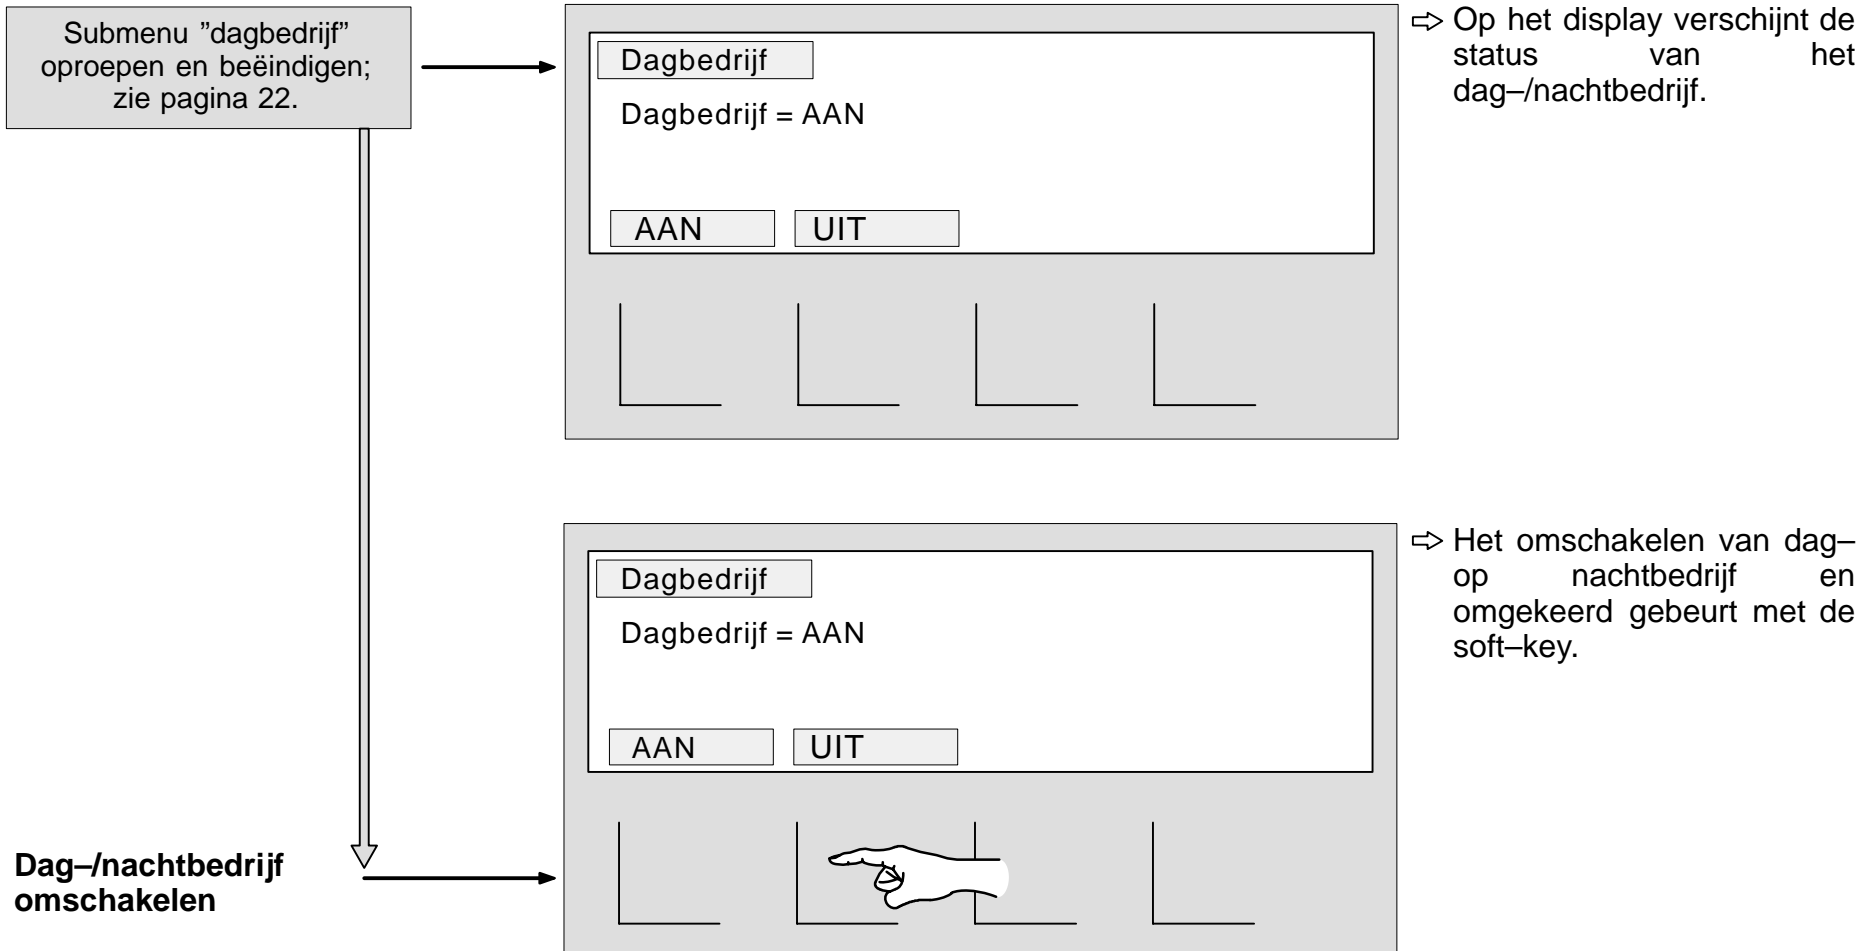 Submenu ”dagbedrijf”
oproepen en beëindigen;
zie pagina 22.
Dagbedrijf
Dagbedrijf = AAN
AAN
UIT
Op het display verschijnt de
status van het
dag–/nachtbedrijf.
Dag–/nachtbedrijf
omschakelen
Dagbedrijf
Dagbedrijf = AAN
AAN
UIT
Het omschakelen van dag–
op nachtbedrijf en
omgekeerd gebeurt met de
soft–key.